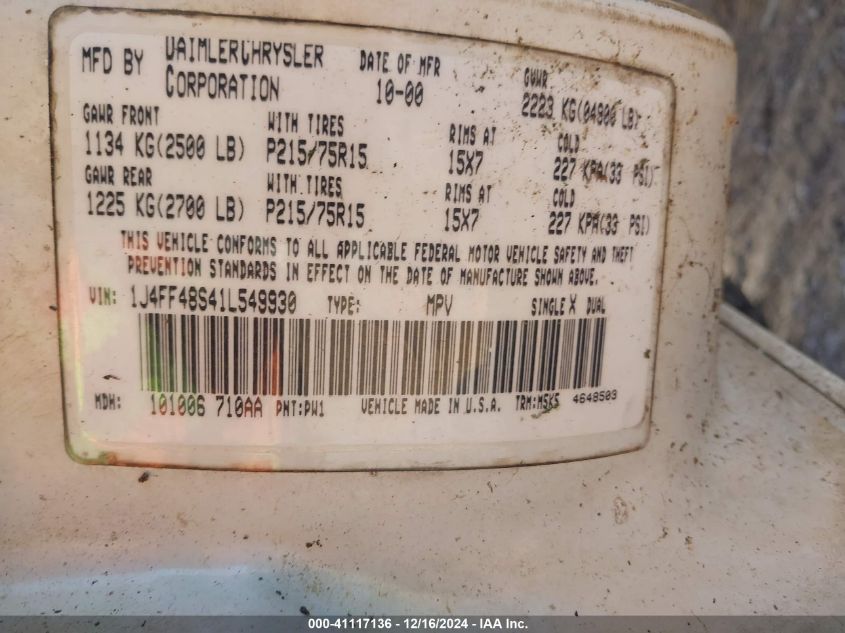 MFD BY DAIMLERCHRYSLER CORPORATION DATE OF MFR 10-00 GVWR 2223 KG(04900 LB)
GAWR FRONT WITH TIRES RIMS AT COLD
1134 KG(2500 LB) P215/75R15 15X7 227 KPA(33 PSI)
GAWR REAR WITH TIRES RIMS AT COLD
1225 KG(2700 LB) P215/75R15 15X7 227 KPA(33 PSI)
THIS VEHICLE CONFORMS TO ALL APPLICABLE FEDERAL MOTOR VEHICLE SAFETY AND THEFT
PREVENTION STANDARDS IN EFFECT ON THE DATE OF MANUFACTURE SHOWN ABOVE.
VIN: 1J4FF48S41L549930 TYPE: MPV SINGLE X DUAL
MDH: 101006 710AA PNT:PW1 VEHICLE MADE IN U.S.A. TRM:M5K5 4648503
000-41117136 - 12/16/2024 - IAA Inc.